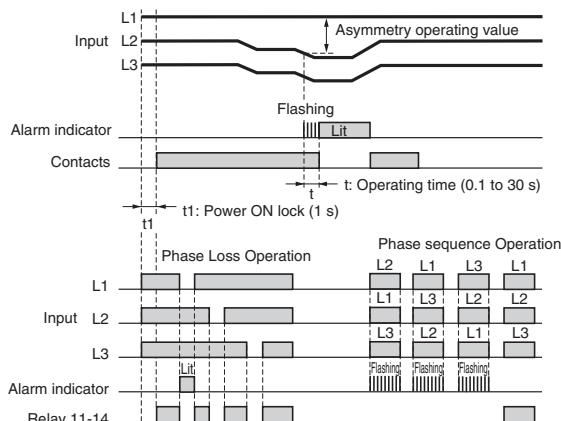 L1
Asymmetry operating value
Input L2
L3
Flashing
Alarm indicator
Lit
Contacts
t
t: Operating time (0.1 to 30 s)
t1: Power ON lock (1 s)
t1
Phase Loss Operation
Phase sequence Operation
L1
L2 L1 L3 L1
Input L2
L1 L3 L2 L2
L3
L3 L2 L1 L3
Lit
Flashing Flashing Flashing
Alarm indicator
Relay 11-14